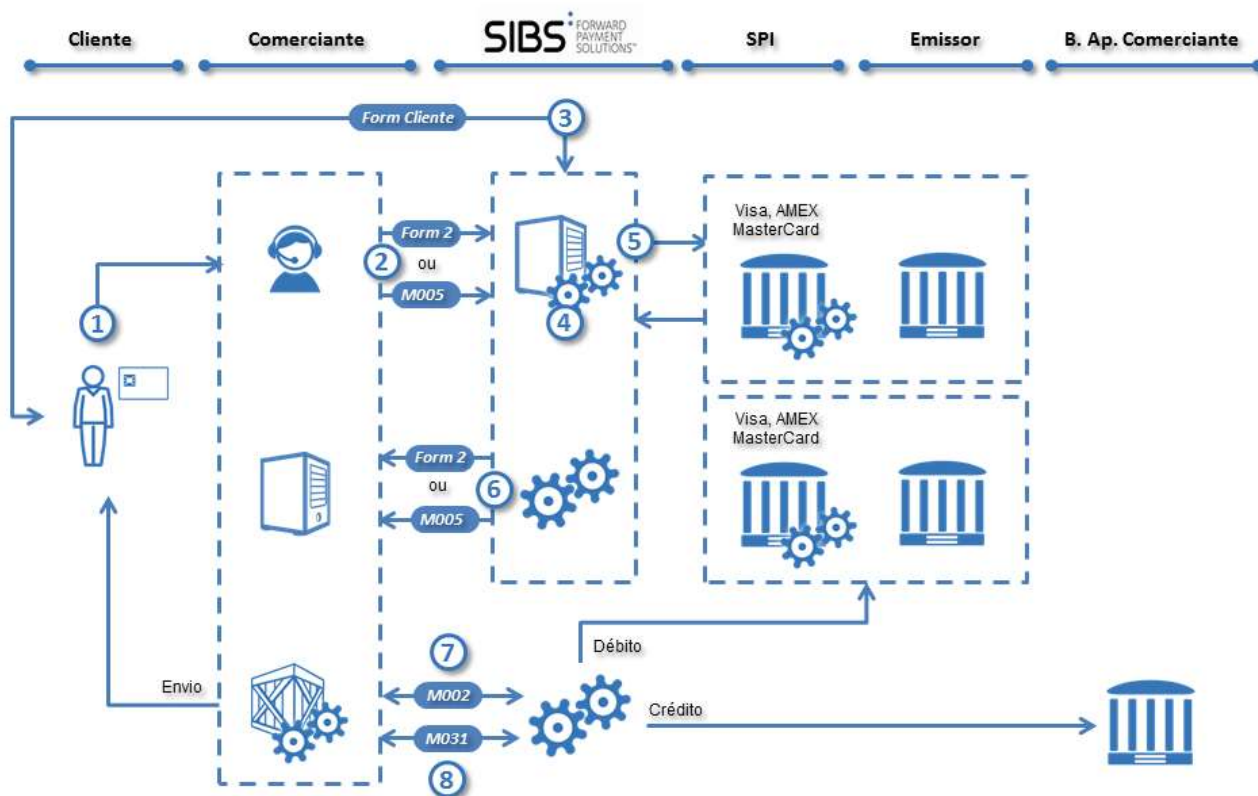 Cliente
Comerciante
SIBS FORWARD
PAYMENT
SOLUTIONS™
SPI
Emissor
B. Ap. Comerciante
Form Cliente
3
Visa, AMEX
MasterCard
Form 2
5
2
ou
M005
1
4
Visa, AMEX
MasterCard
Form 2
ou
6
M005
7
Débito
Envio
M002
Crédito
M031
8